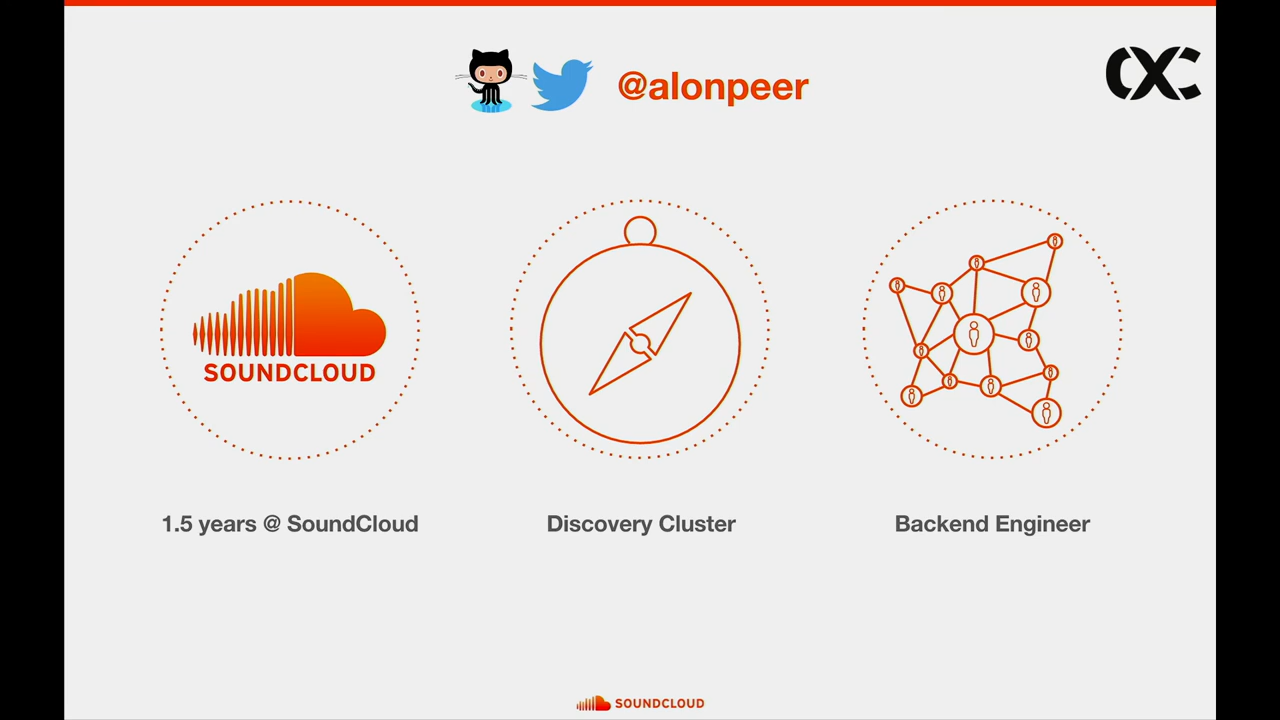 @alonpeer
SOUNDCLOUD
1.5 years @ SoundCloud
Discovery Cluster
Backend Engineer
SOUNDCLOUD